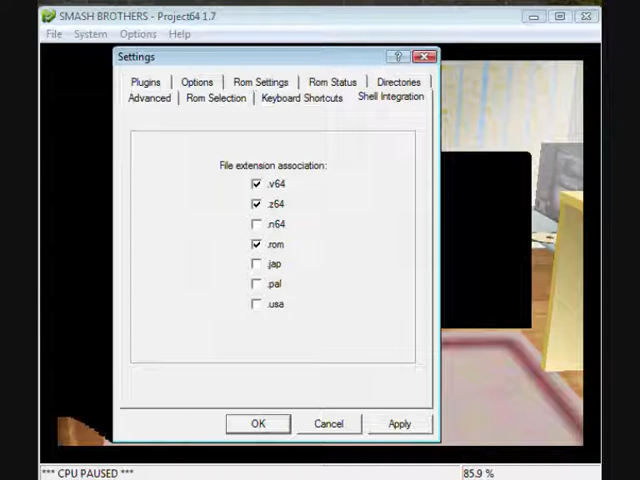 SMASH BROTHERS - Project64 1.7
File System Options Help
Settings
Plugins Options Rom Settings Rom Status Directories
Advanced Rom Selection Keyboard Shortcuts Shell Integration
File extension association:
.v64
.z64
.n64
.rom
.jap
.pal
.usa
OK Cancel Apply
*** CPU PAUSED *** 85.9 %